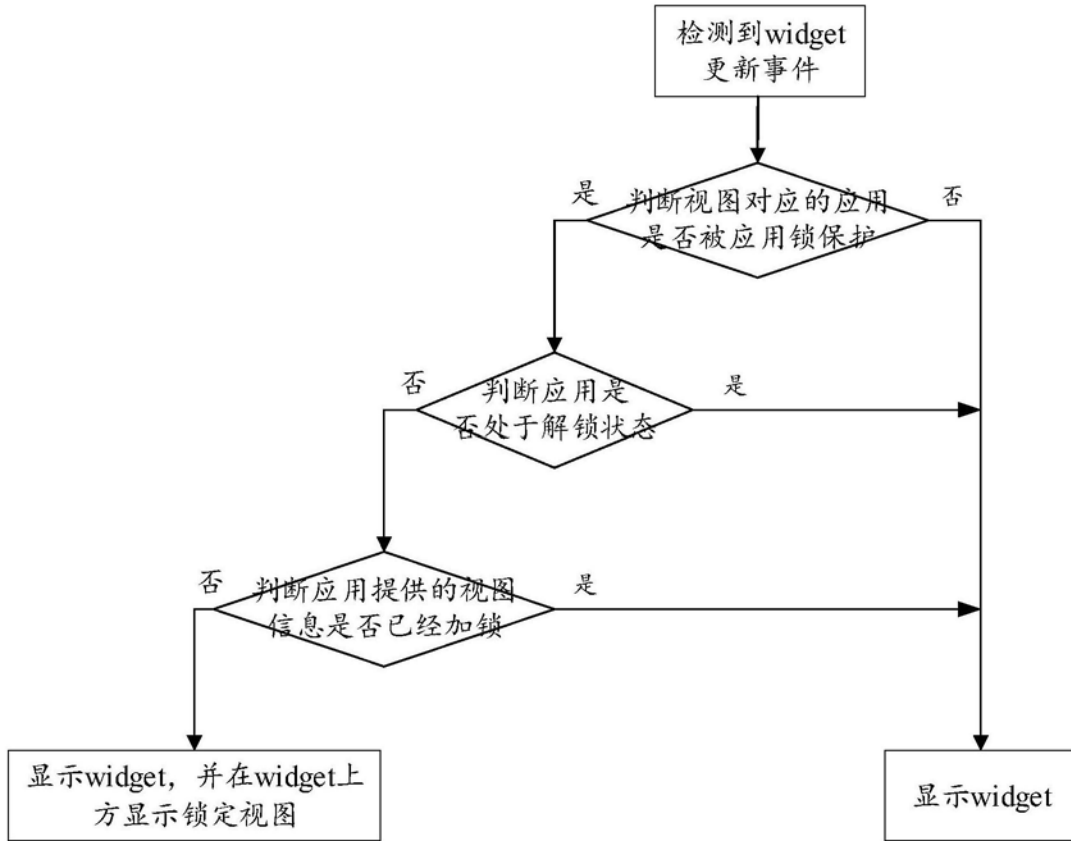 检测到widget
更新事件
是
判断视图对应的应用
是否被应用锁保护
否
否
判断应用是
否处于解锁状态
是
否
判断应用提供的视图
信息是否已经加锁
是
显示widget，并在widget上
方显示锁定视图
显示widget